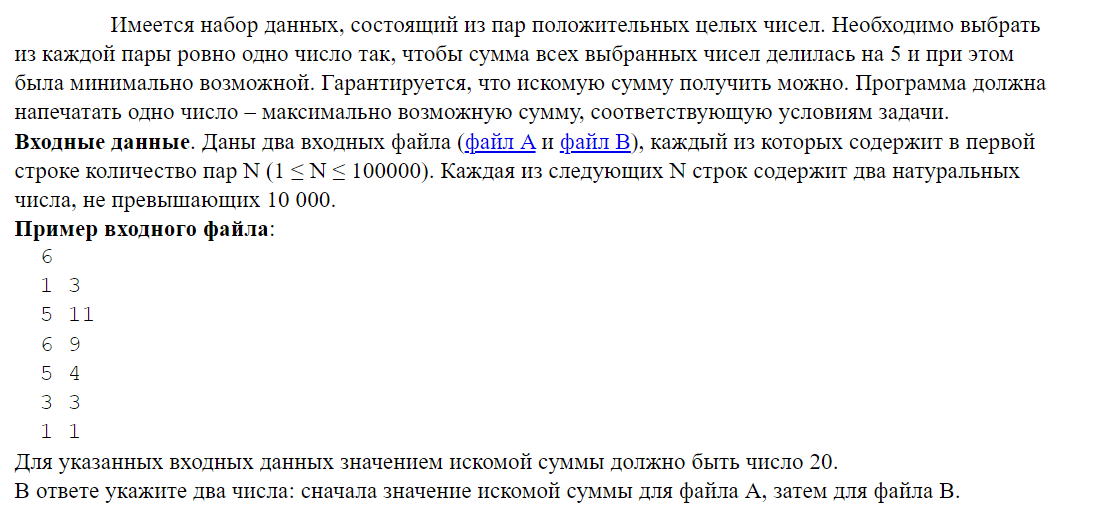 Имеется набор данных, состоящий из пар положительных целых чисел. Необходимо выбрать
из каждой пары ровно одно число так, чтобы сумма всех выбранных чисел делилась на 5 и при этом
была минимально возможной. Гарантируется, что искомую сумму получить можно. Программа должна
напечатать одно число – максимально возможную сумму, соответствующую условиям задачи.
Входные данные. Даны два входных файла (файл A и файл B), каждый из которых содержит в первой
строке количество пар N (1 ≤ N ≤ 100000). Каждая из следующих N строк содержит два натуральных
числа, не превышающих 10 000.
Пример входного файла:
6
1 3
5 11
6 9
5 4
3 3
1 1
Для указанных входных данных значением искомой суммы должно быть число 20.
В ответе укажите два числа: сначала значение искомой суммы для файла А, затем для файла B.